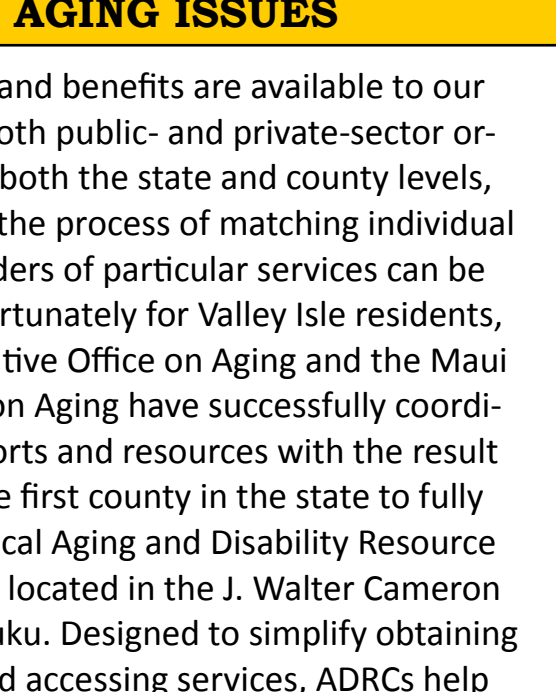 AGING ISSUES
and benefits are available to our
oth public- and private-sector or-
both the state and county levels,
the process of matching individual
ders of particular services can be
rtunately for Valley Isle residents,
tive Office on Aging and the Maui
on Aging have successfully coordi-
orts and resources with the result
e first county in the state to fully
cal Aging and Disability Resource
located in the J. Walter Cameron
uku. Designed to simplify obtaining
d accessing services, ADRCs help